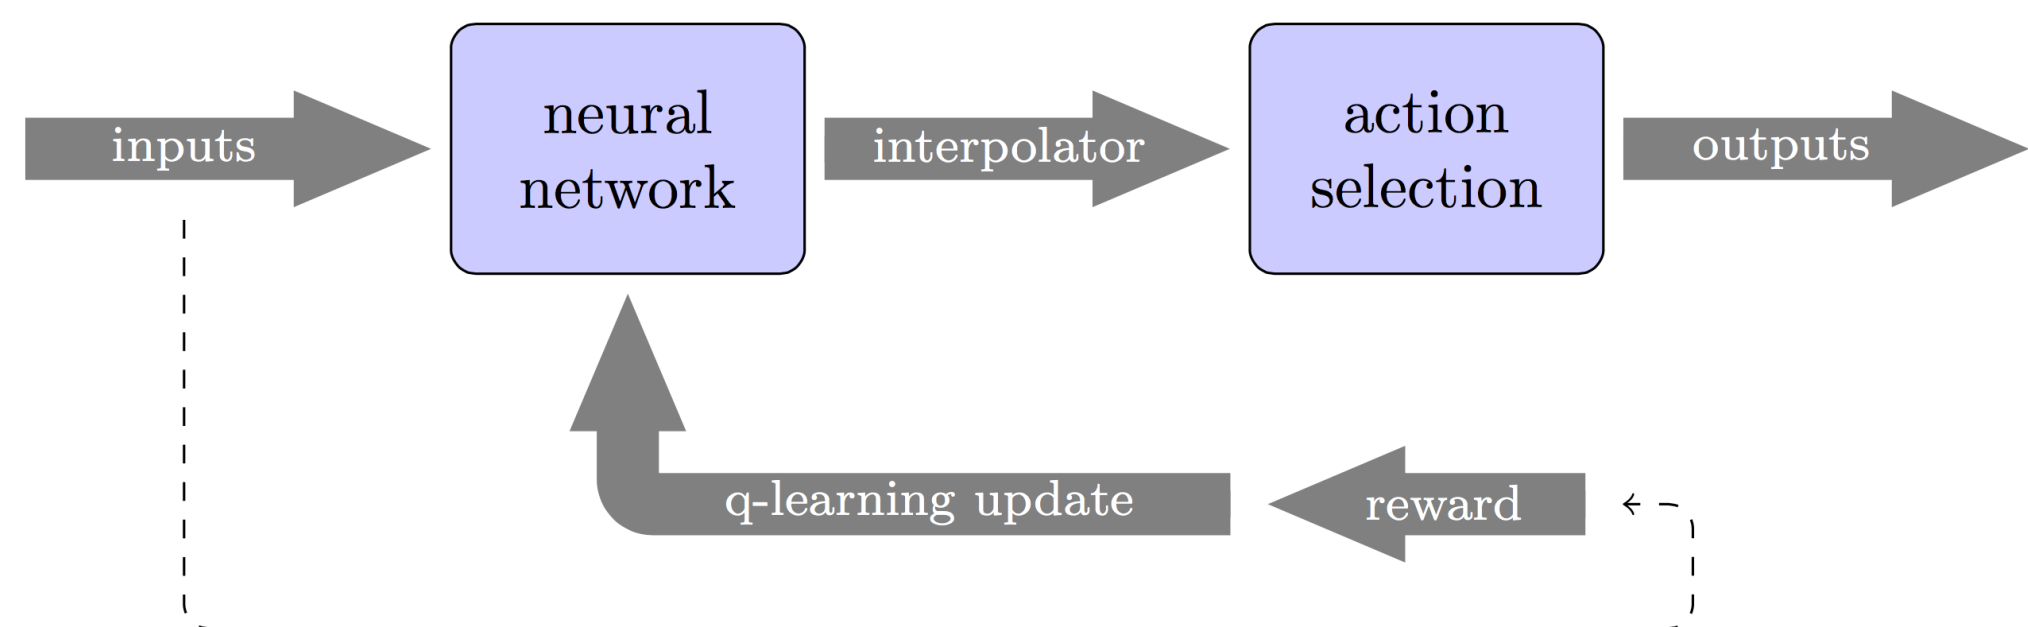 inputs
neural
network
interpolator
action
selection
outputs
q-learning update
reward